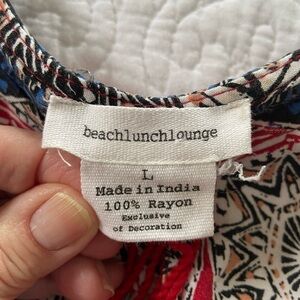 beachlunchlounge
L
Made in India
100% Rayon
Exclusive
of Decoration